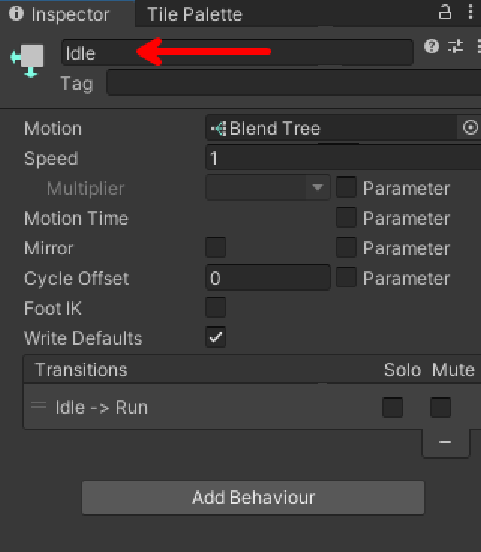 Inspector Tile Palette
Idle
Tag
Motion Blend Tree
Speed 1
Multiplier Parameter
Motion Time Parameter
Mirror Parameter
Cycle Offset 0 Parameter
Foot IK
Write Defaults
Transitions Solo Mute
Idle -> Run
Add Behaviour